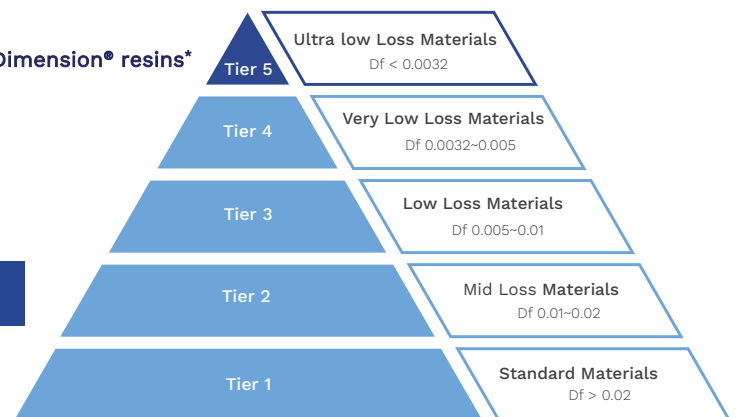 Ultra low Loss Materials
Dimension® resins*
Df < 0.0032
Tier 5
Very Low Loss Materials
Tier 4
Df 0.0032~0.005
Low Loss Materials
Tier 3
Df 0.005~0.01
Mid Loss Materials
Tier 2
Df 0.01~0.02
Standard Materials
Tier 1
Df > 0.02